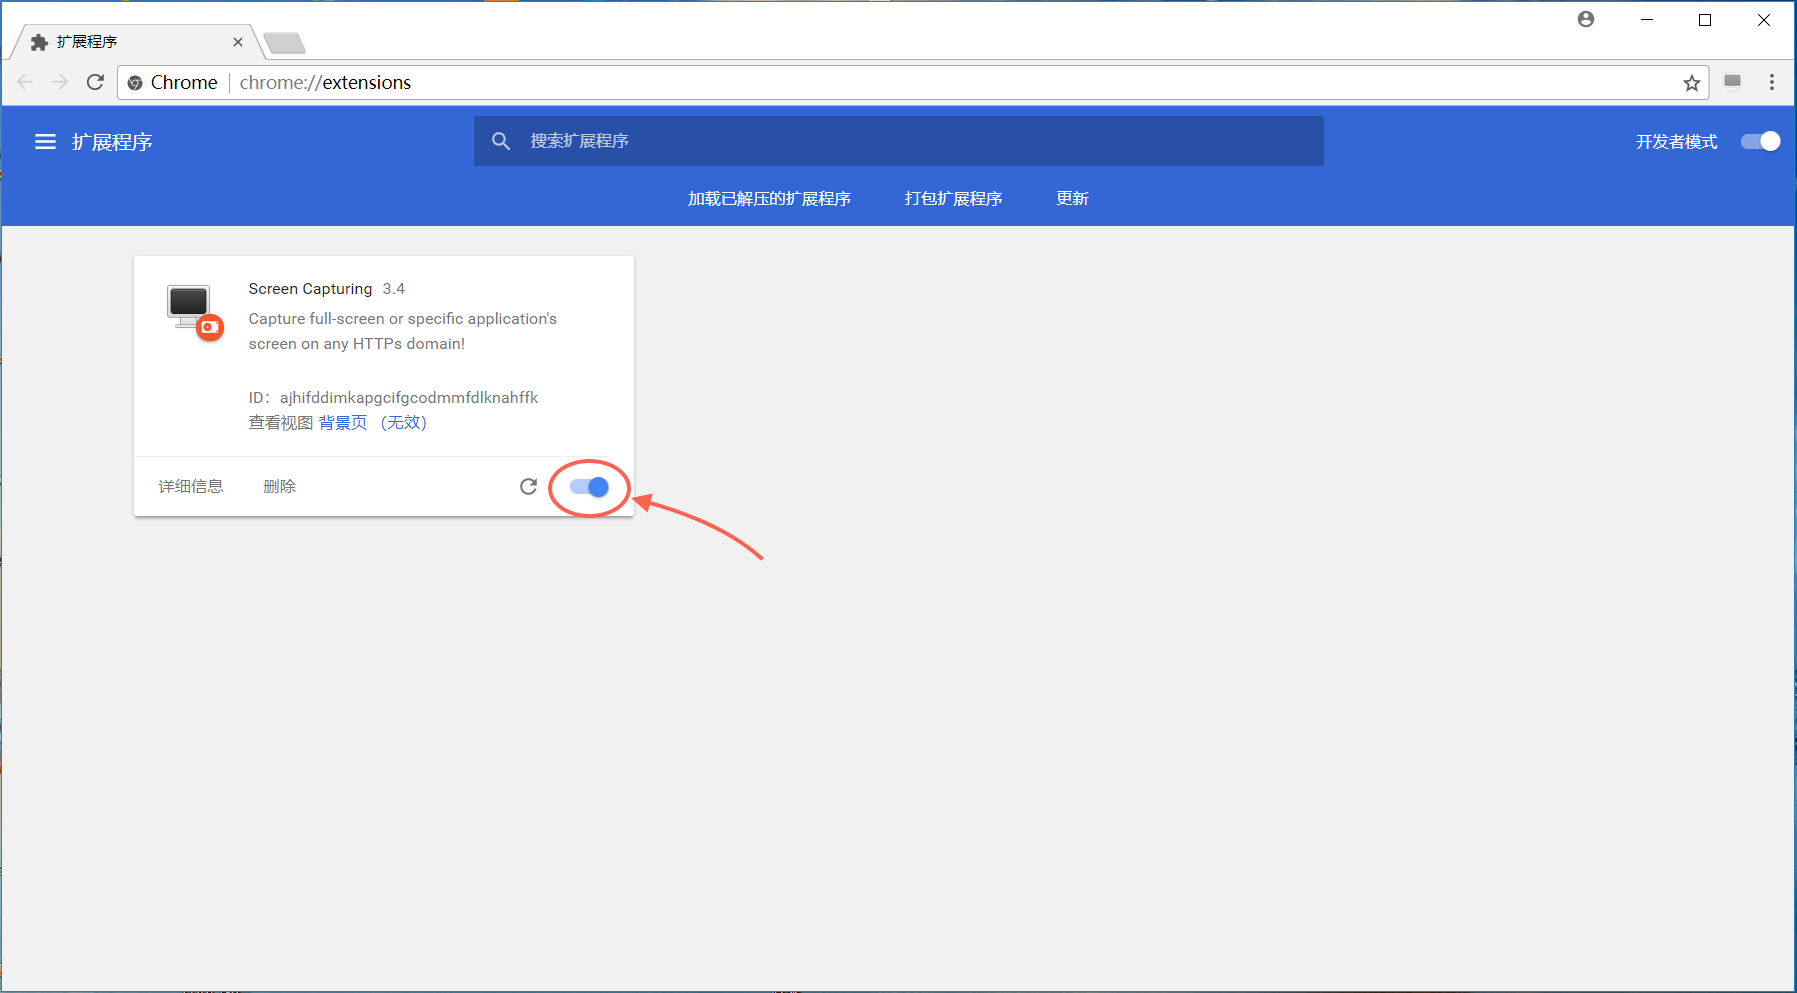 扩展程序
Chrome chrome://extensions
扩展程序
搜索扩展程序
开发者模式
加载已解压的扩展程序 打包扩展程序 更新
Screen Capturing 3.4
Capture full-screen or specific application's
screen on any HTTPs domain!
ID：ajhifddimkapgcifgcodmmfdlknahffk
查看视图 背景页 （无效）
详细信息 删除